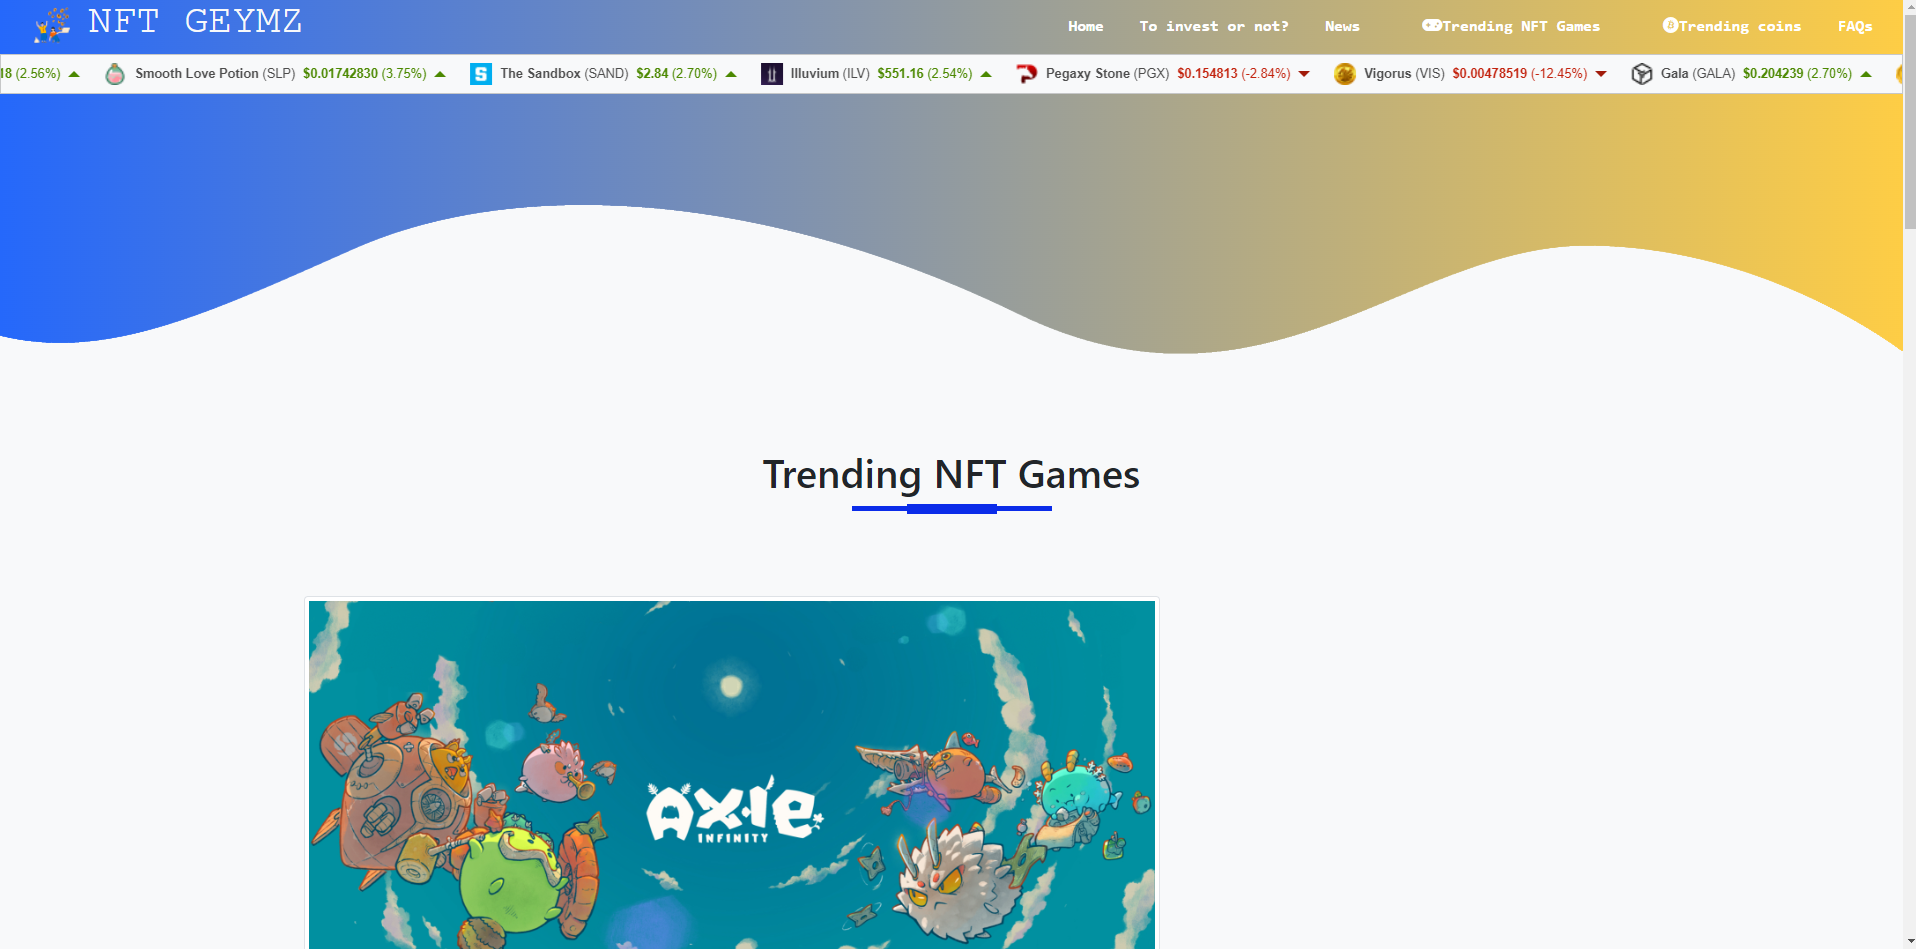 NFT GEYMZ
Home To invest or not? News Trending NFT Games Trending coins FAQs
18 (2.56%) Smooth Love Potion (SLP) $0.01742830 (3.75%) The Sandbox (SAND) $2.84 (2.70%) Illuvium (ILV) $551.16 (2.54%) Pegaxy Stone (PGX) $0.154813 (-2.84%) Vigorus (VIS) $0.00478519 (-12.45%) Gala (GALA) $0.204239 (2.70%)
Trending NFT Games
AXIE
INFINITY